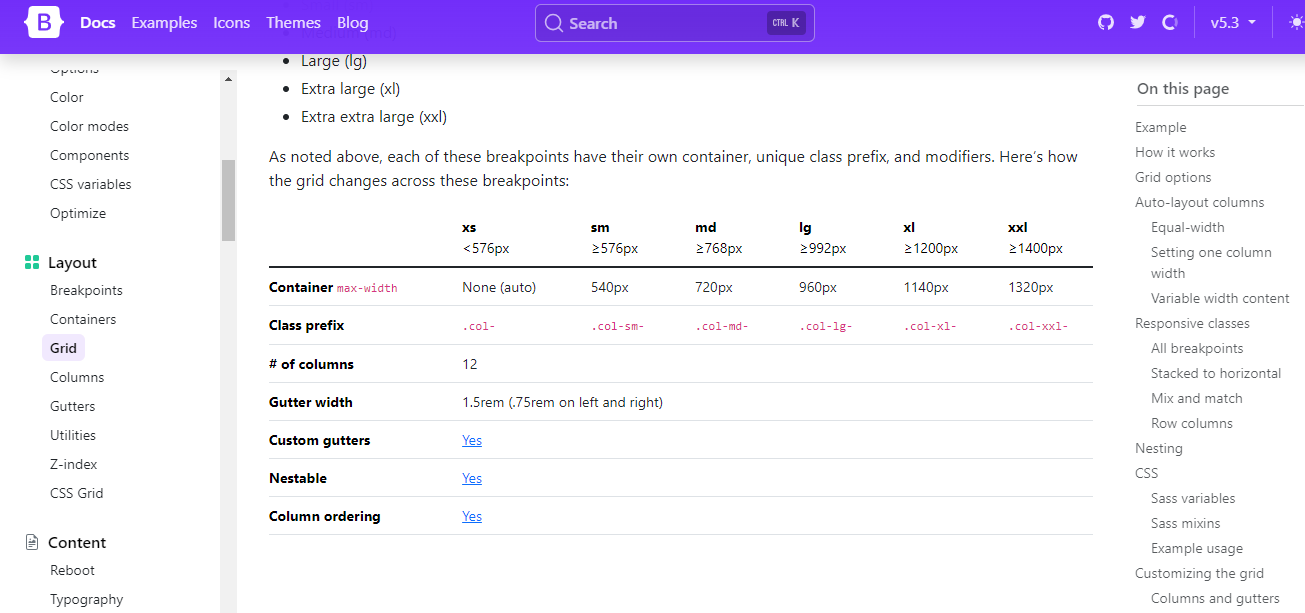 B Docs Examples Icons Themes Blog Search CTRL K v5.3
Options
Color
Color modes
Components
CSS variables
Optimize
Layout
Breakpoints
Containers
Grid
Columns
Gutters
Utilities
Z-index
CSS Grid
Content
Reboot
Typography
Large (lg)
Extra large (xl)
Extra extra large (xxl)
As noted above, each of these breakpoints have their own container, unique class prefix, and modifiers. Here’s how
the grid changes across these breakpoints:
xs sm md lg xl xxl
<576px ≥576px ≥768px ≥992px ≥1200px ≥1400px
Container max-width None (auto) 540px 720px 960px 1140px 1320px
Class prefix .col- .col-sm- .col-md- .col-lg- .col-xl- .col-xxl-
# of columns 12
Gutter width 1.5rem (.75rem on left and right)
Custom gutters Yes
Nestable Yes
Column ordering Yes
On this page
Example
How it works
Grid options
Auto-layout columns
Equal-width
Setting one column
width
Variable width content
Responsive classes
All breakpoints
Stacked to horizontal
Mix and match
Row columns
Nesting
CSS
Sass variables
Sass mixins
Example usage
Customizing the grid
Columns and gutters